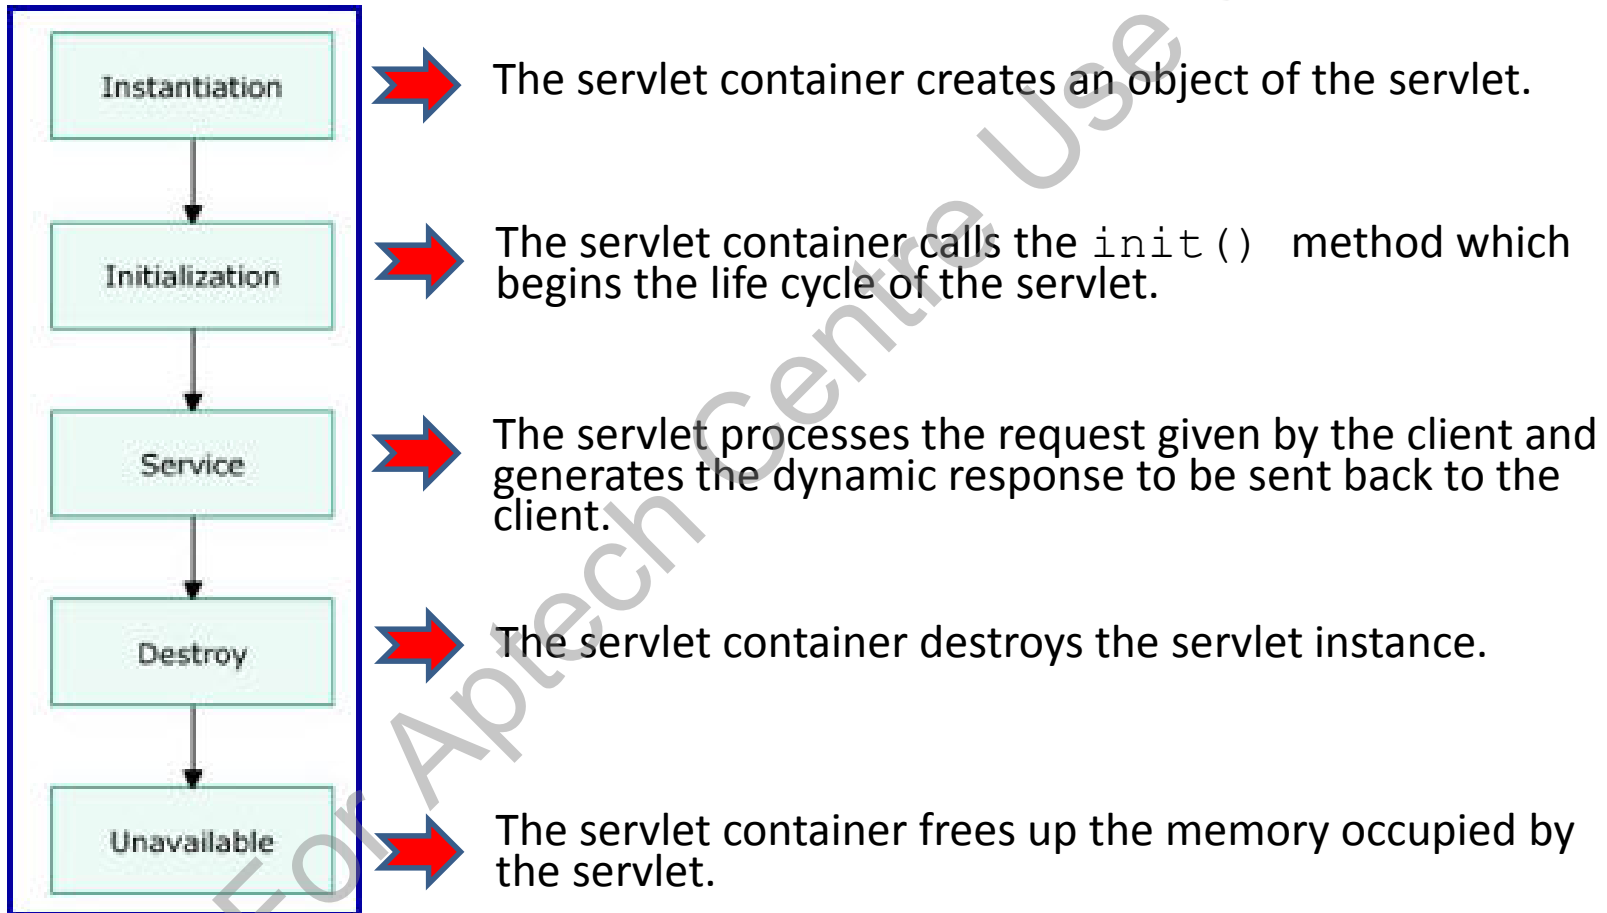 Instantiation
The servlet container creates an object of the servlet.
Initialization
The servlet container calls the init() method which
begins the life cycle of the servlet.
Service
The servlet processes the request given by the client and
generates the dynamic response to be sent back to the
client.
Destroy
The servlet container destroys the servlet instance.
Unavailable
The servlet container frees up the memory occupied by
the servlet.
For Aptech Centre Use